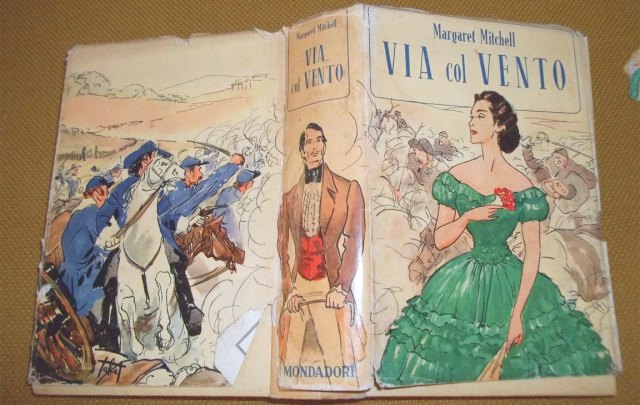 Margaret Mitchell
VIA
col VENTO
MONDADORI
Margaret Mitchell
VIA col VENTO